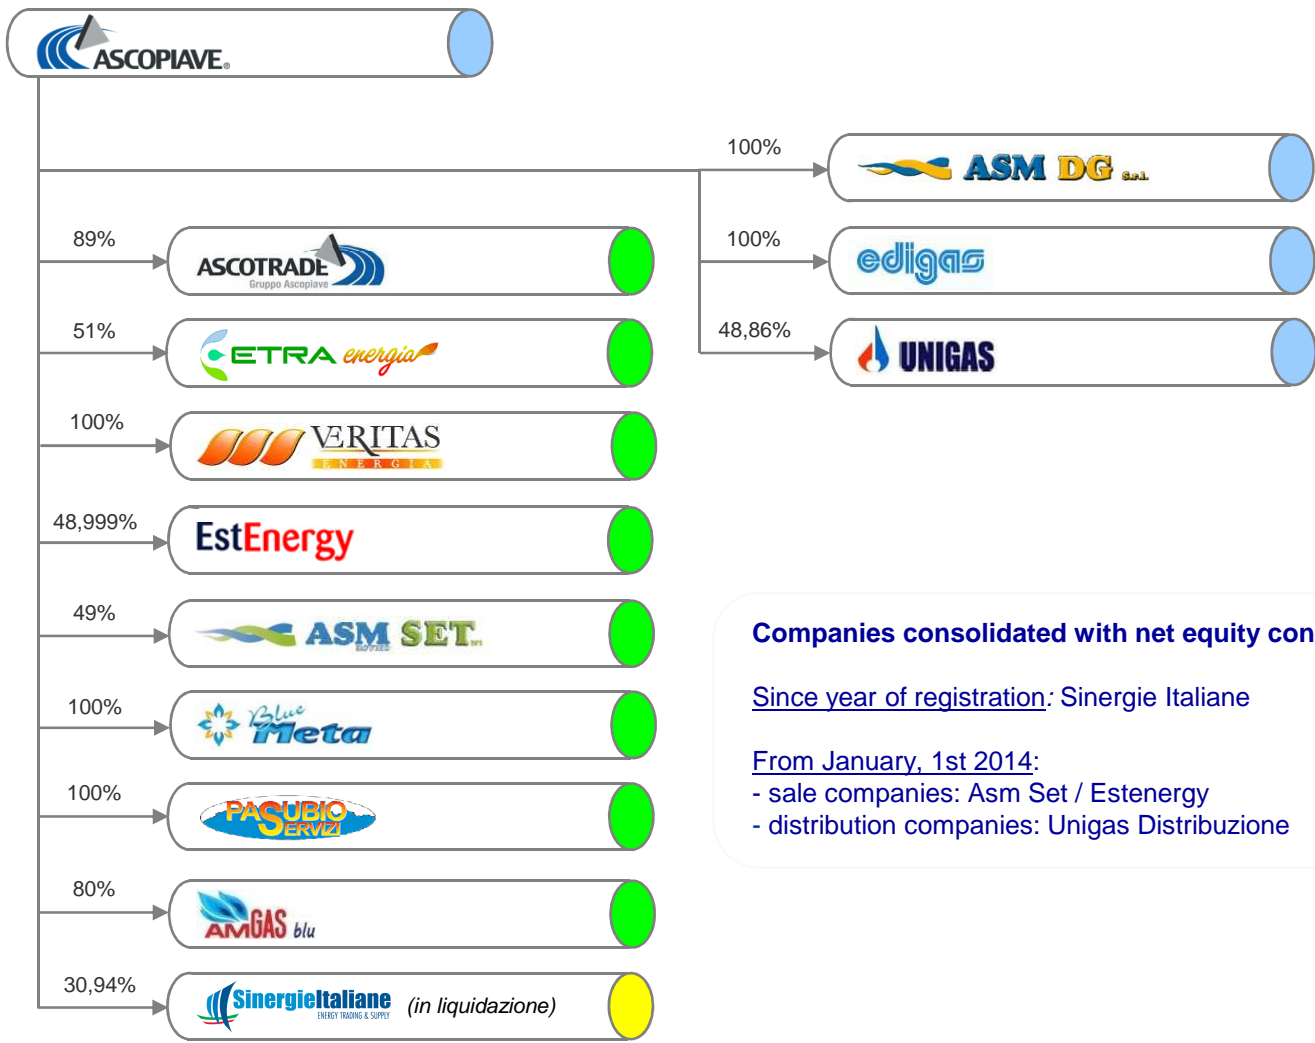 ASCOPIAVE®
100%
ASM DG S.r.l.
89%
ASCOTRADE
Gruppo Ascopiave
100%
edigas
51%
ETRA energia
48,86%
UNIGAS
100%
VERITAS
ENERGIA
48,999%
EstEnergy
49%
ASM SET
ROVIGO
100%
Blue
Meta
100%
PASUBIO
SERVIZI
80%
AMGAS blu
30,94%
SinergieItaliane (in liquidazione)
ENERGY TRADING & SUPPLY
Companies consolidated with net equity con
Since year of registration: Sinergie Italiane
From January, 1st 2014:
- sale companies: Asm Set / Estenergy
- distribution companies: Unigas Distribuzione